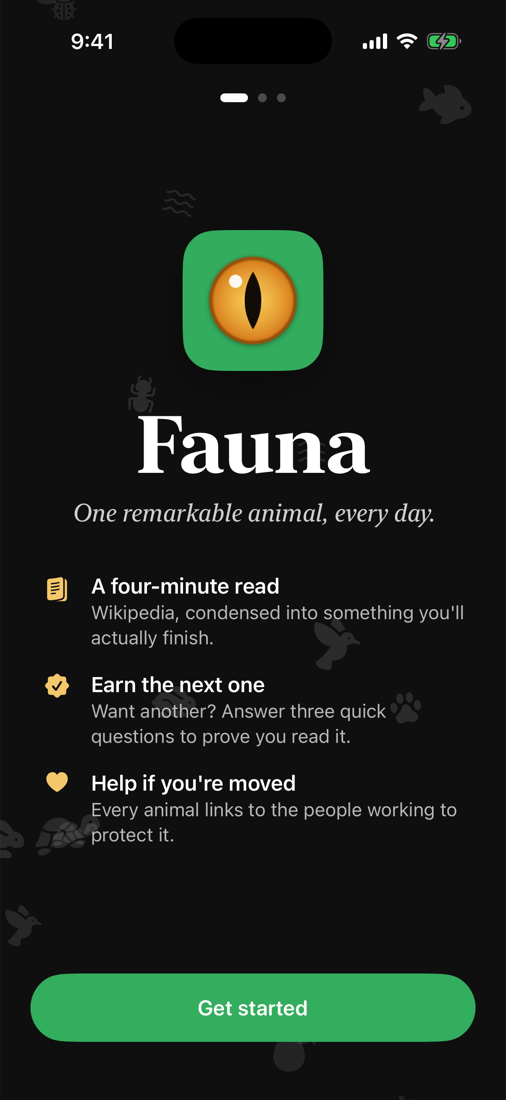 9:41
Fauna
One remarkable animal, every day.
A four-minute read
Wikipedia, condensed into something you'll
actually finish.
Earn the next one
Want another? Answer three quick
questions to prove you read it.
Help if you're moved
Every animal links to the people working to
protect it.
Get started